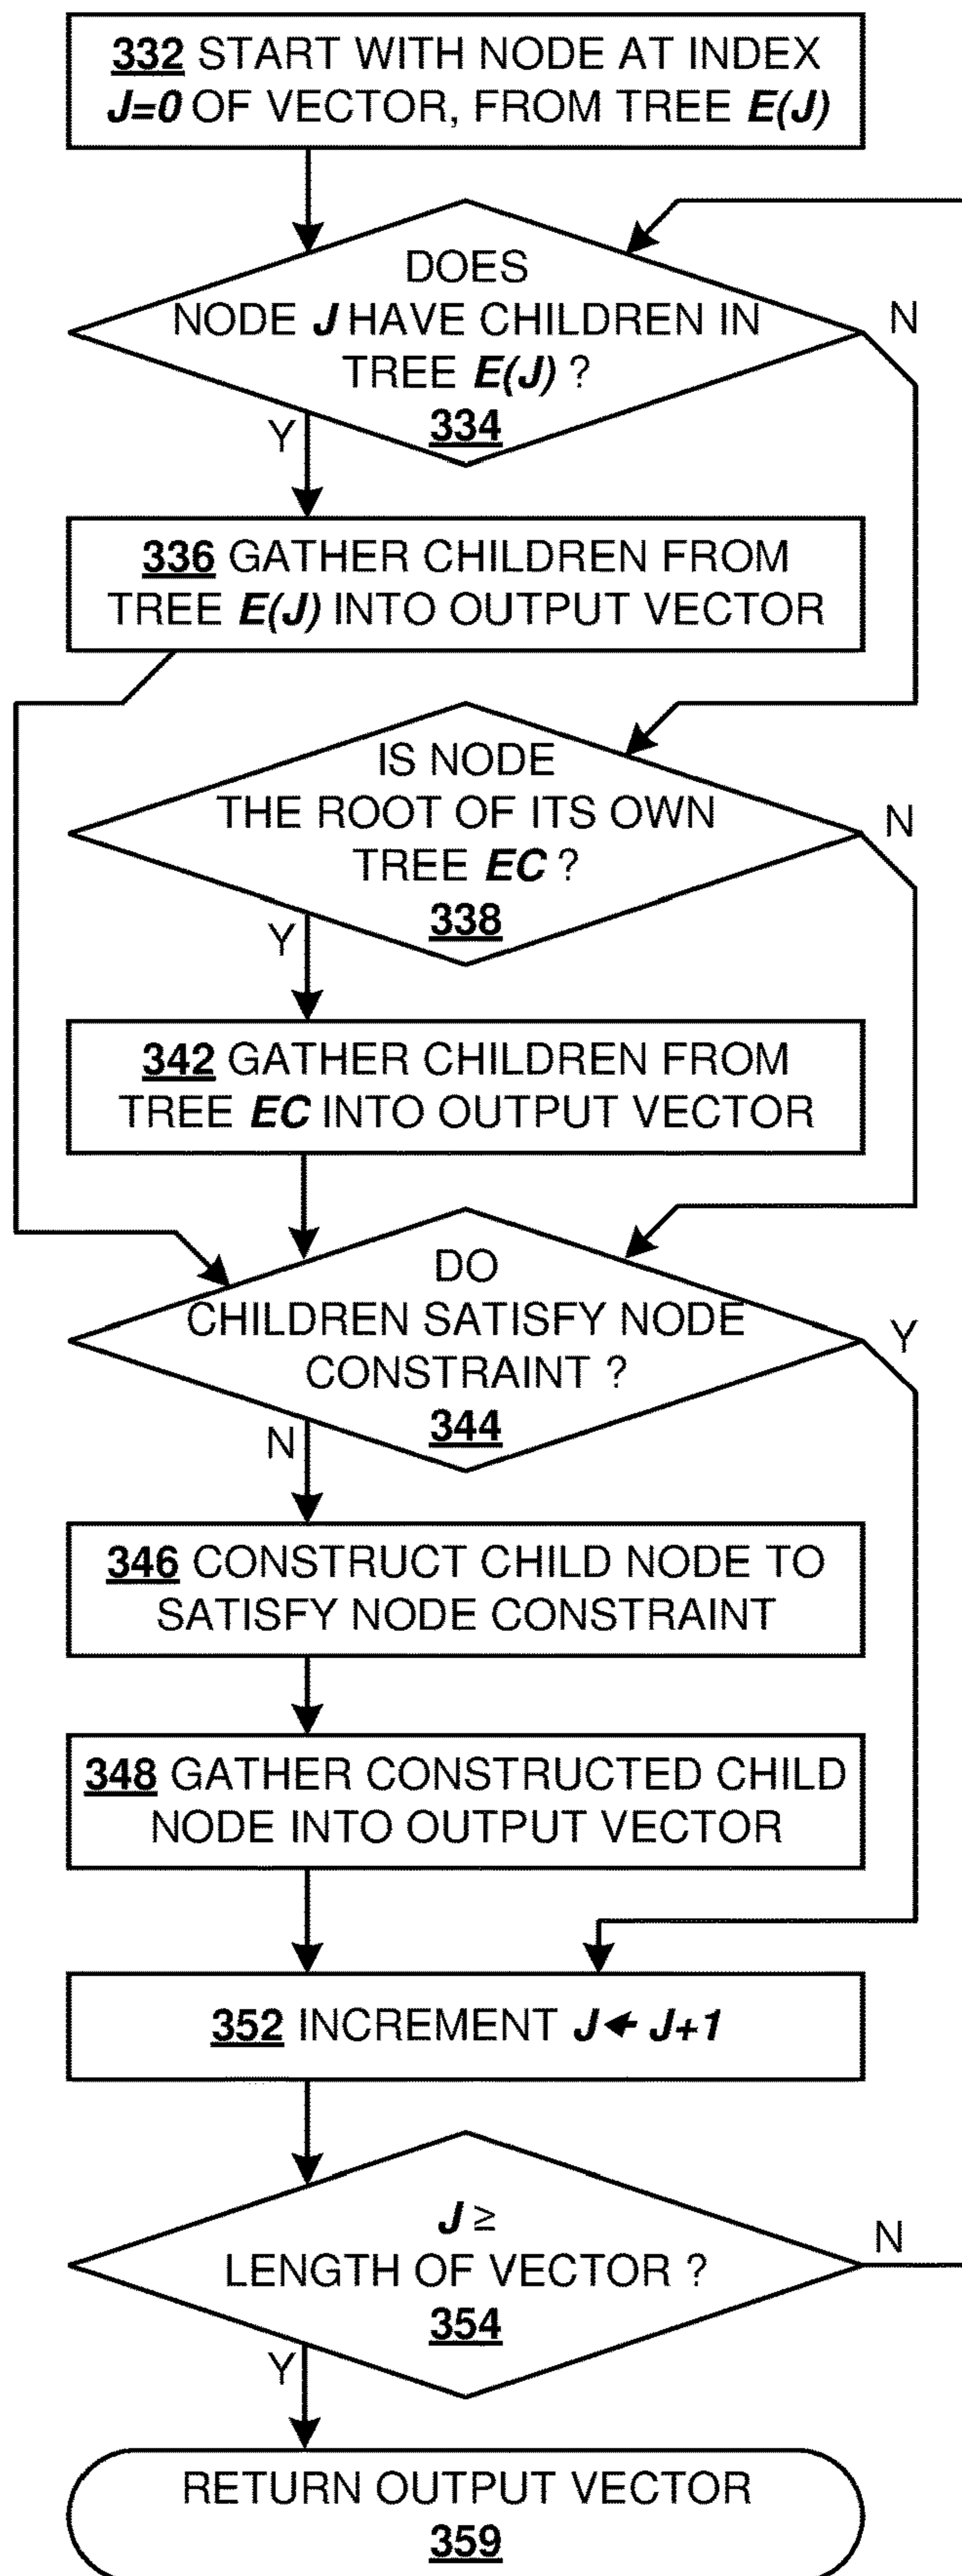 332 START WITH NODE AT INDEX
J=0 OF VECTOR, FROM TREE E(J)
DOES
NODE J HAVE CHILDREN IN
TREE E(J) ?
334
N
Y
336 GATHER CHILDREN FROM
TREE E(J) INTO OUTPUT VECTOR
IS NODE
THE ROOT OF ITS OWN
TREE EC ?
338
N
Y
342 GATHER CHILDREN FROM
TREE EC INTO OUTPUT VECTOR
DO
CHILDREN SATISFY NODE
CONSTRAINT ?
344
Y
N
346 CONSTRUCT CHILD NODE TO
SATISFY NODE CONSTRAINT
348 GATHER CONSTRUCTED CHILD
NODE INTO OUTPUT VECTOR
352 INCREMENT J ← J+1
J ≥
LENGTH OF VECTOR ?
354
N
Y
RETURN OUTPUT VECTOR
359